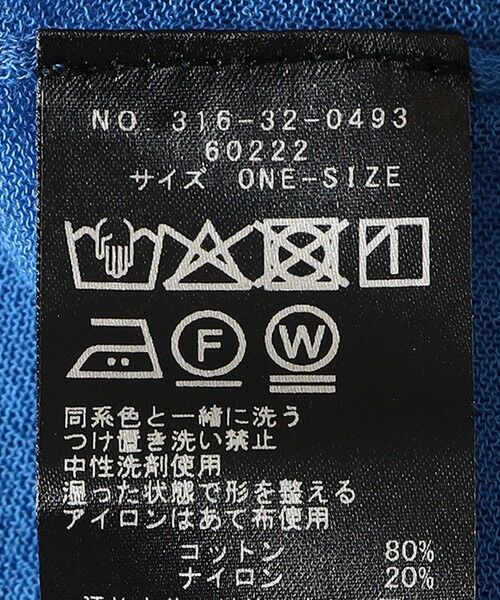 NO. 316-32-0493
60222
サイズ ONE-SIZE
F W
同系色と一緒に洗う
つけ置き洗い禁止
中性洗剤使用
湿った状態で形を整える
アイロンはあて布使用
コットン 80%
ナイロン 20%